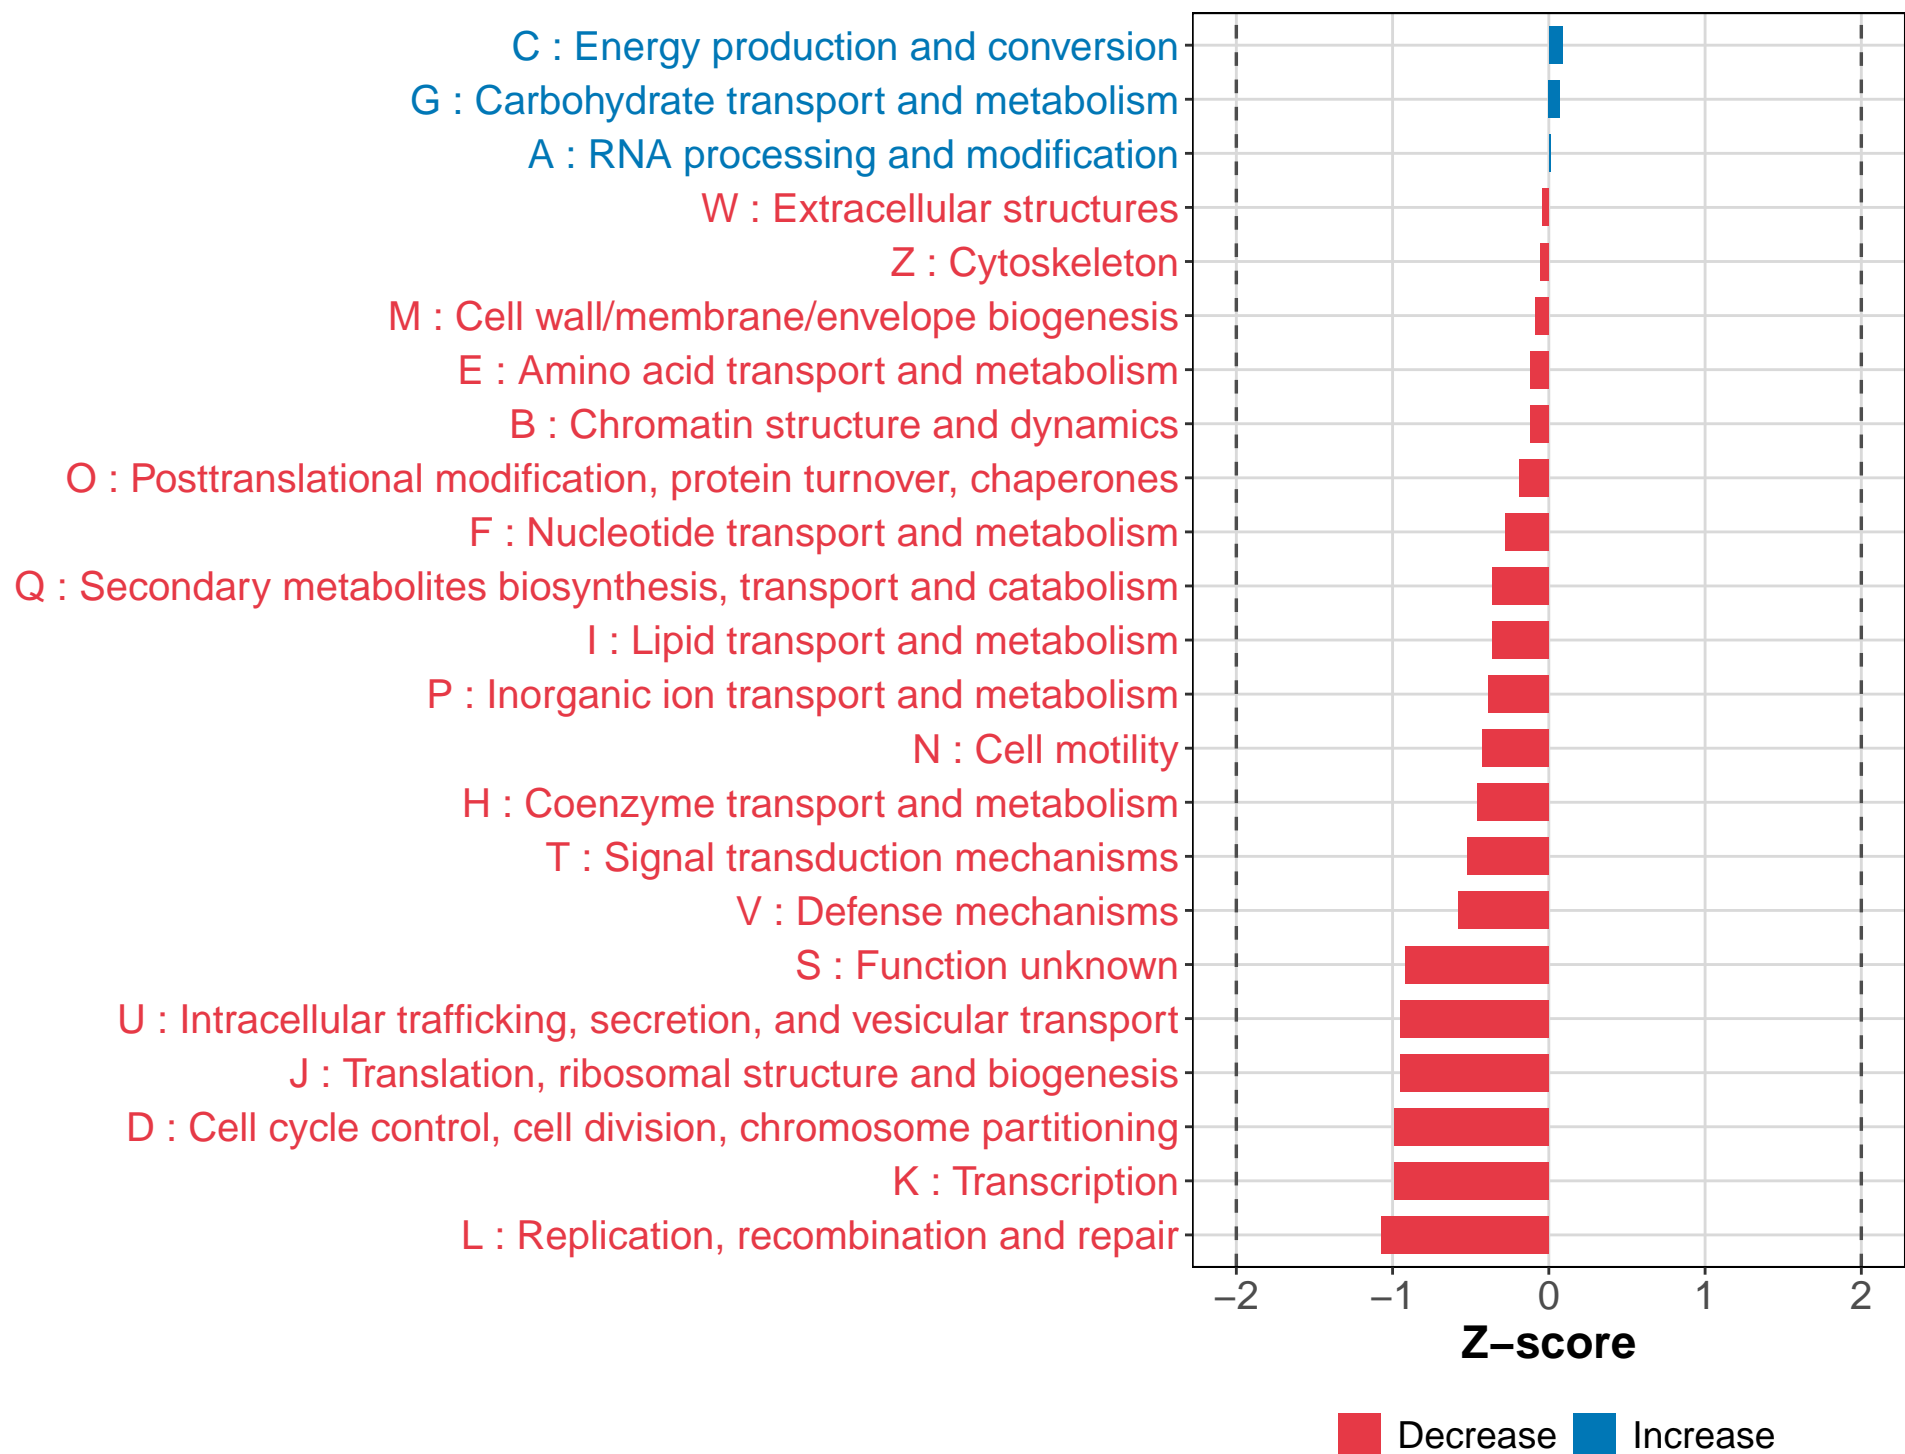 C : Energy production and conversion
G : Carbohydrate transport and metabolism
A : RNA processing and modification
W : Extracellular structures
Z : Cytoskeleton
M : Cell wall/membrane/envelope biogenesis
E : Amino acid transport and metabolism
B : Chromatin structure and dynamics
O : Posttranslational modification, protein turnover, chaperones
F : Nucleotide transport and metabolism
Q : Secondary metabolites biosynthesis, transport and catabolism
I : Lipid transport and metabolism
P : Inorganic ion transport and metabolism
N : Cell motility
H : Coenzyme transport and metabolism
T : Signal transduction mechanisms
V : Defense mechanisms
S : Function unknown
U : Intracellular trafficking, secretion, and vesicular transport
J : Translation, ribosomal structure and biogenesis
D : Cell cycle control, cell division, chromosome partitioning
K : Transcription
L : Replication, recombination and repair
−2 −1 0 1 2
Z−score
Decrease Increase